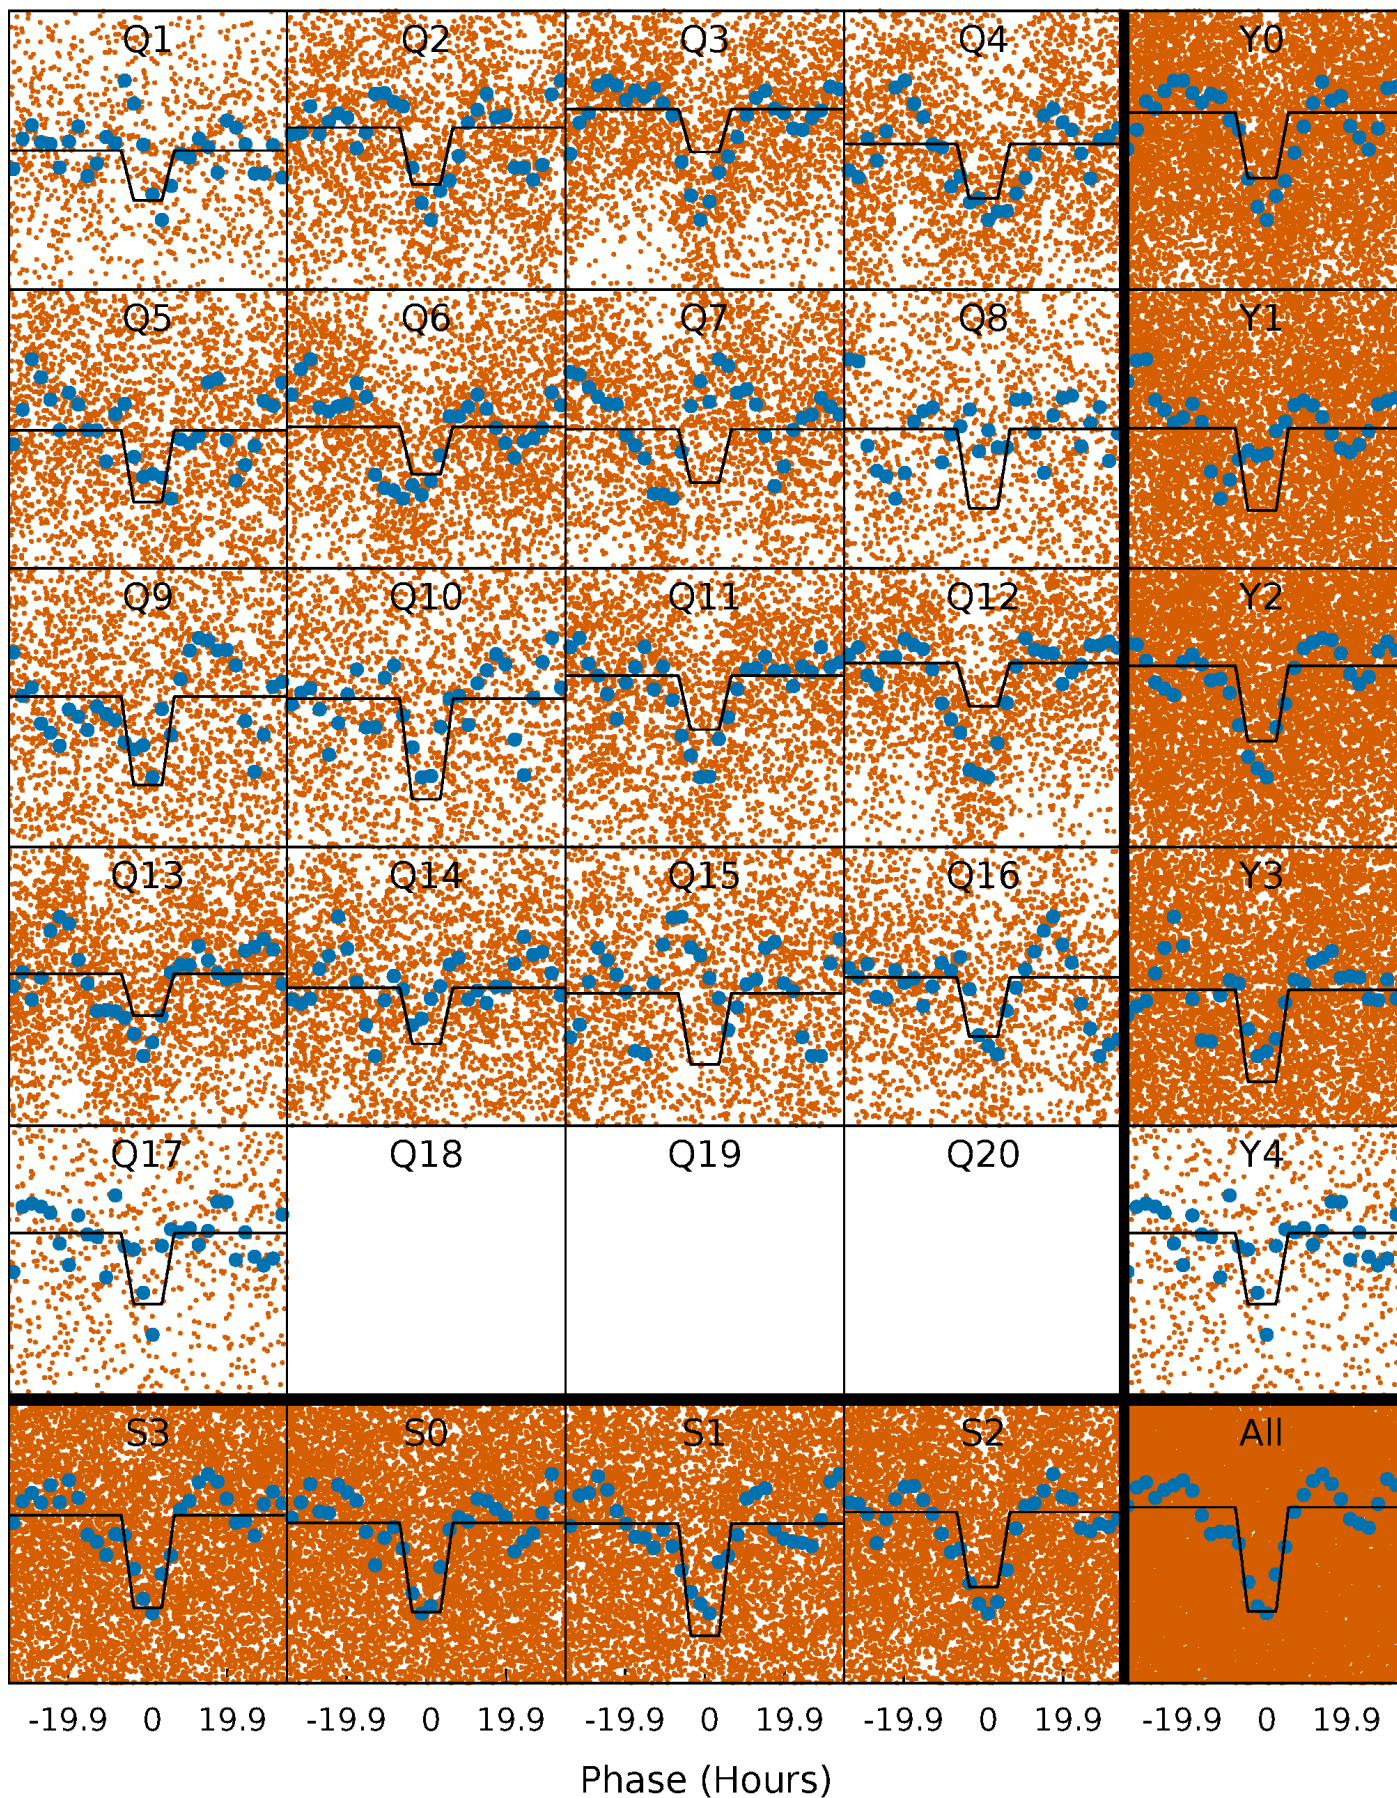 Q1 Q2 Q3 Q4 Y0
Q5 Q6 Q7 Q8 Y1
Q9 Q10 Q11 Q12 Y2
Q13 Q14 Q15 Q16 Y3
Q17 Q18 Q19 Q20 Y4
S3 S0 S1 S2 All
-19.9 0 19.9 -19.9 0 19.9 -19.9 0 19.9 -19.9 0 19.9 -19.9 0 19.9
Phase (Hours)